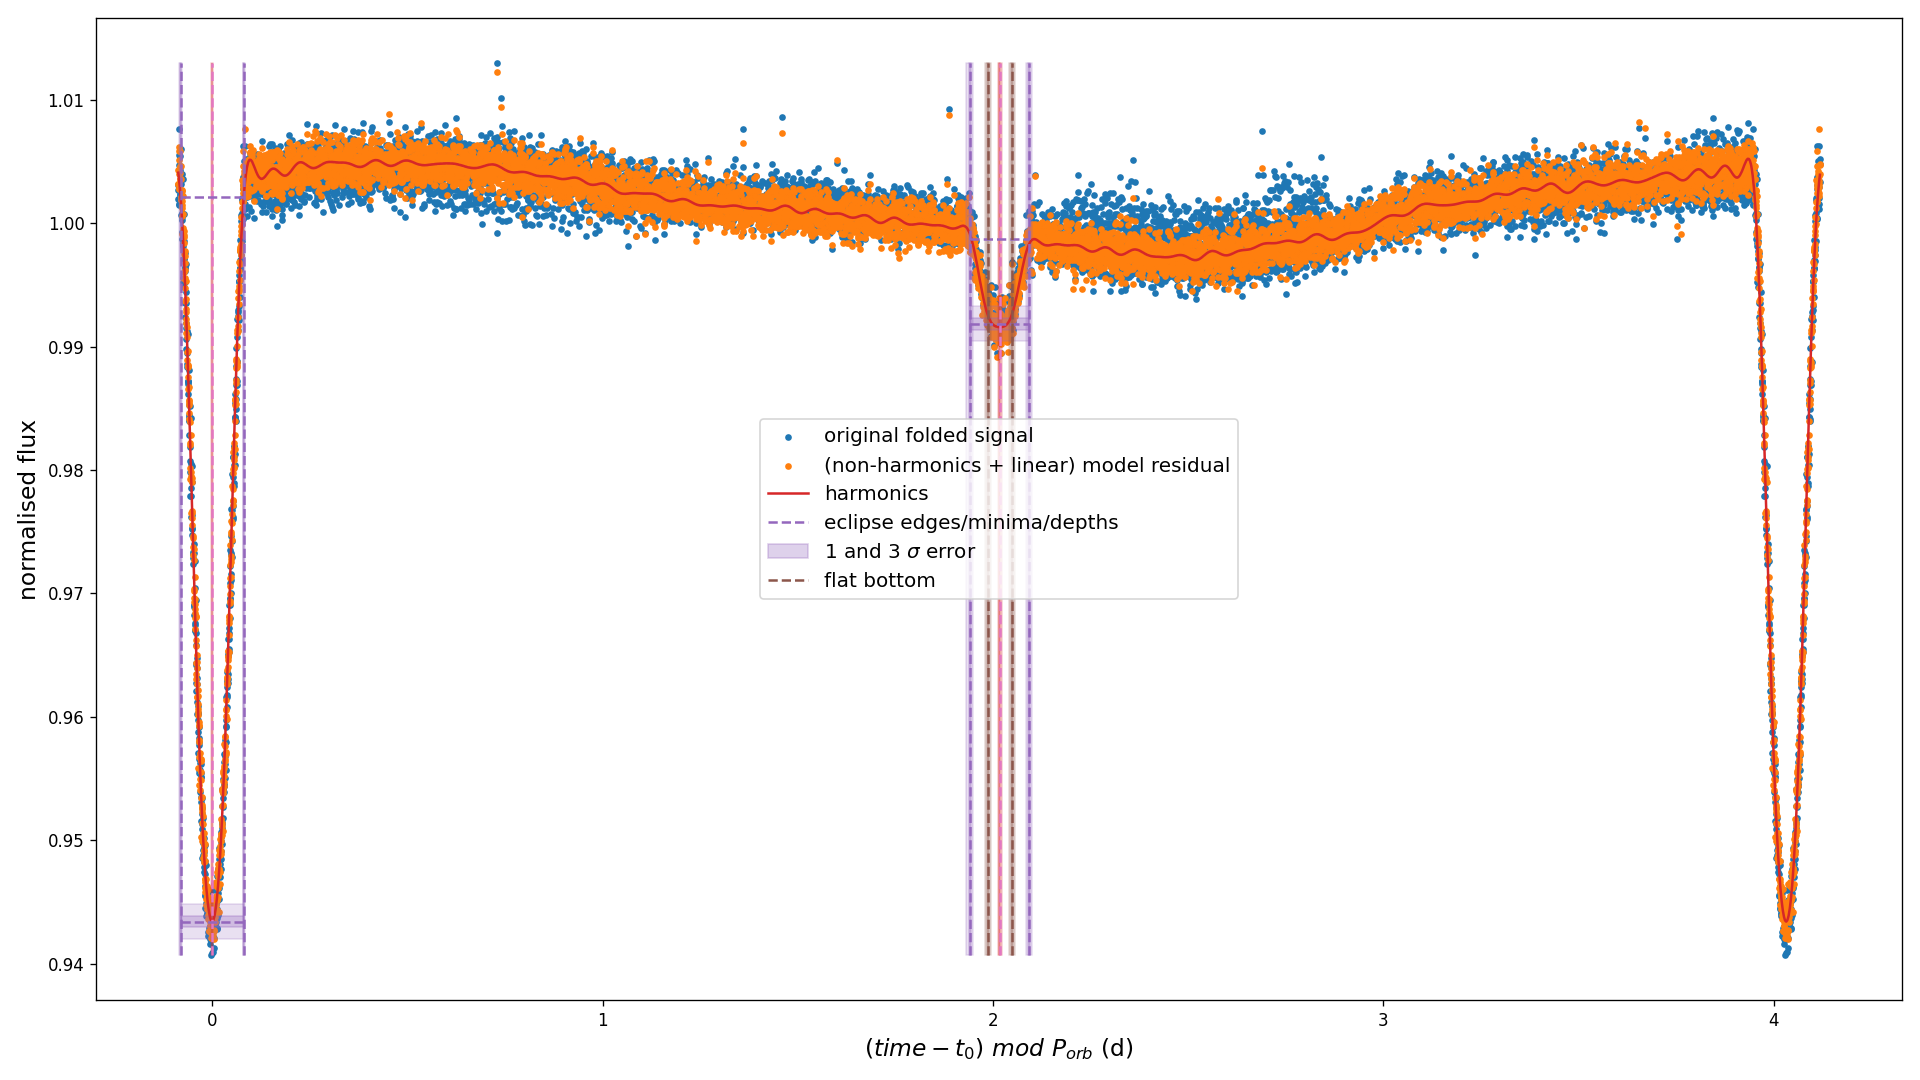 normalised flux
1.01
1.00
0.99
0.98
0.97
0.96
0.95
0.94
original folded signal
(non-harmonics + linear) model residual
harmonics
eclipse edges/minima/depths
1 and 3 σ error
flat bottom
0 1 2 3 4
(time − t₀) mod Pₒᵣb (d)